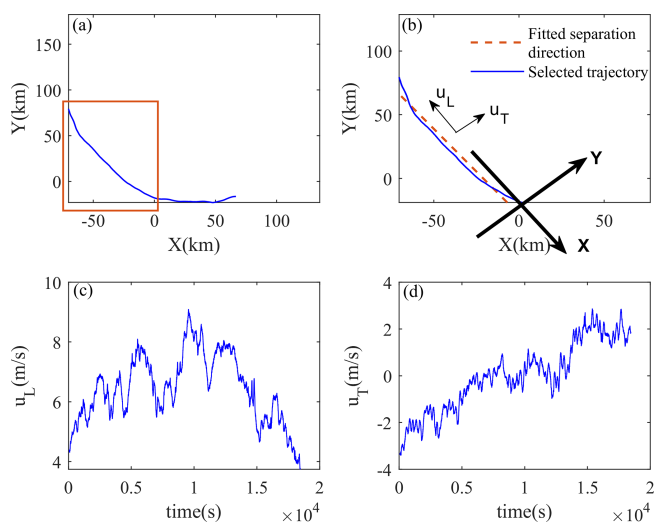 (a)
150
100
50
0
Y(km)
-50
0
50
100
X(km)
(b)
Fitted separation
direction
Selected trajectory
100
50
0
Y(km)
u_L
u_T
Y
X
-50
0
50
X(km)
(c)
10
8
6
4
u_L(m/s)
0
0.5
1
1.5
2
time(s)
×10^4
(d)
4
2
0
-2
-4
u_T(m/s)
0
0.5
1
1.5
2
time(s)
×10^4